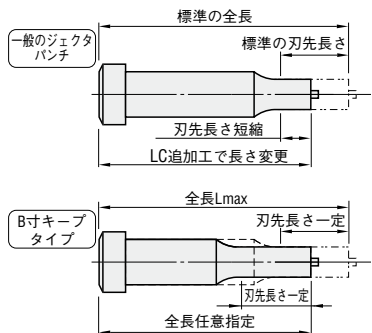 標準の全長
一般のジェクタ
パンチ
標準の刃先長さ
刃先長さ短縮
LC追加工で長さ変更
全長Lmax
B寸キープ
タイプ
刃先長さ一定
刃先長さ一定
全長任意指定